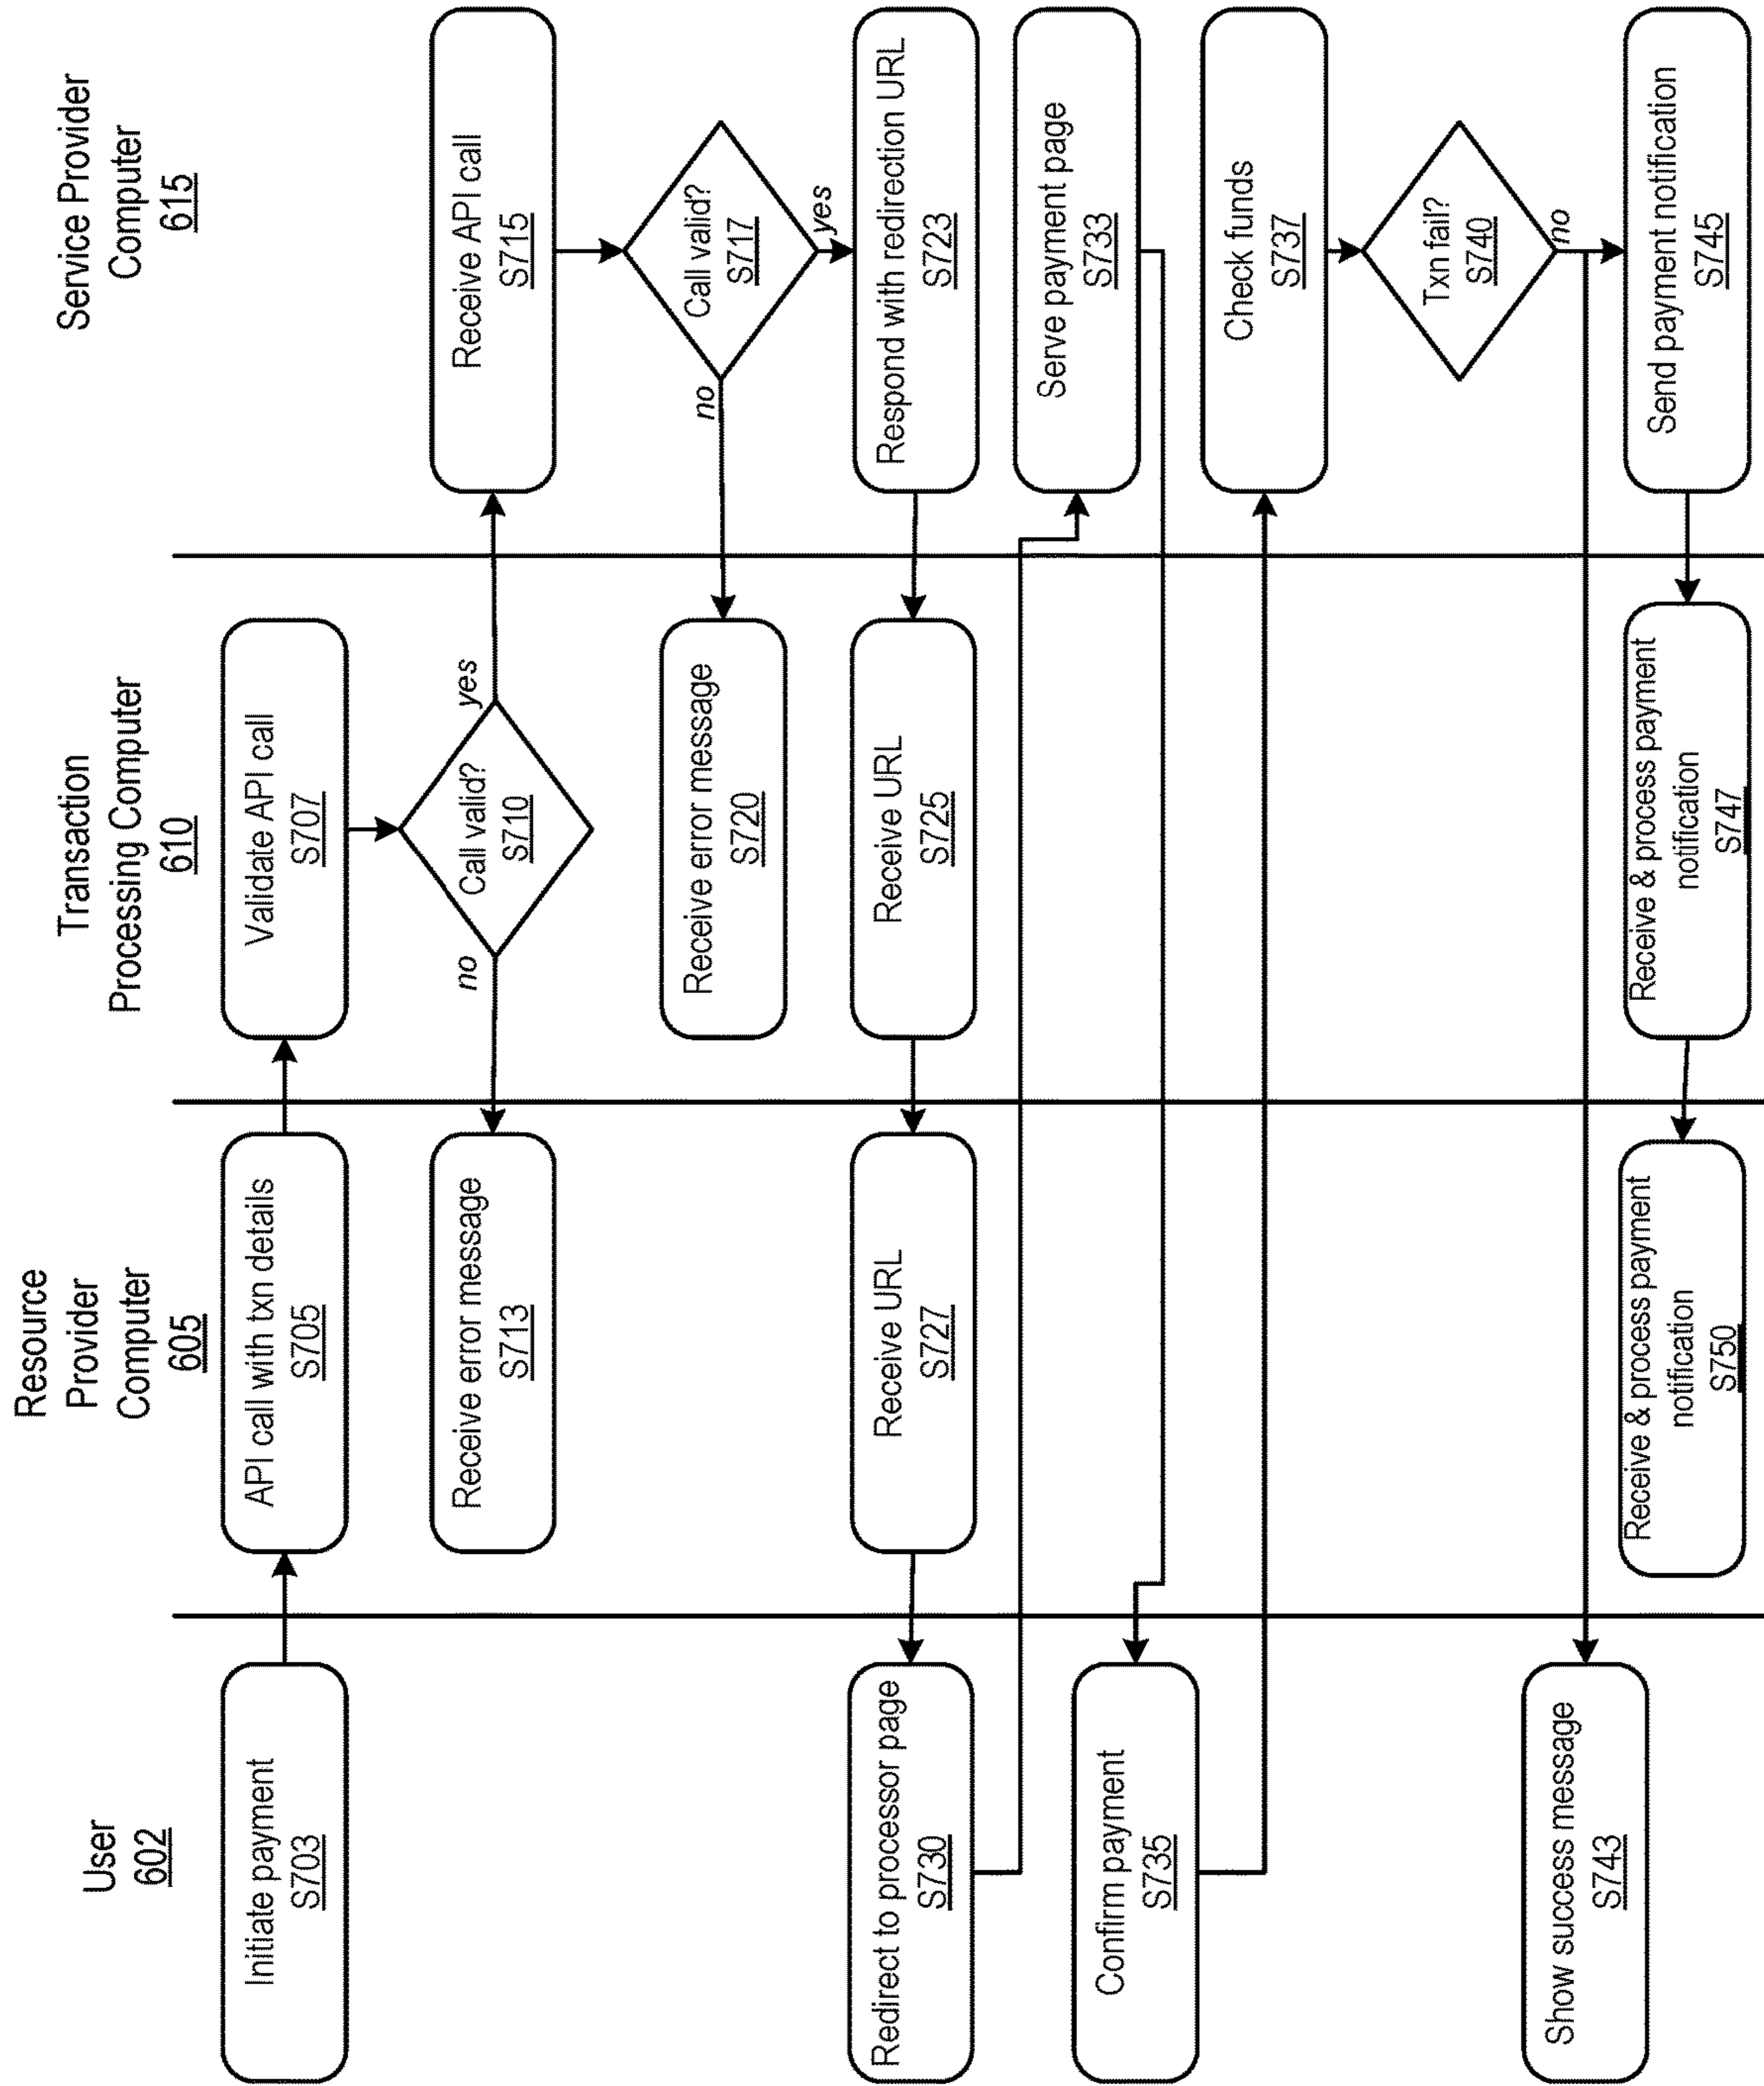 User
602
Resource
Provider
Computer
605
Transaction
Processing Computer
610
Service Provider
Computer
615
Initiate payment
S703
API call with txn details
S705
Validate API call
S707
Call valid?
S710
no
yes
Receive error message
S713
Receive API call
S715
Call valid?
S717
no
yes
Receive error message
S720
Respond with redirection URL
S723
Receive URL
S725
Receive URL
S727
Redirect to processor page
S730
Serve payment page
S733
Confirm payment
S735
Check funds
S737
Txn fail?
S740
no
Show success message
S743
Send payment notification
S745
Receive & process payment
notification
S747
Receive & process payment
notification
S750